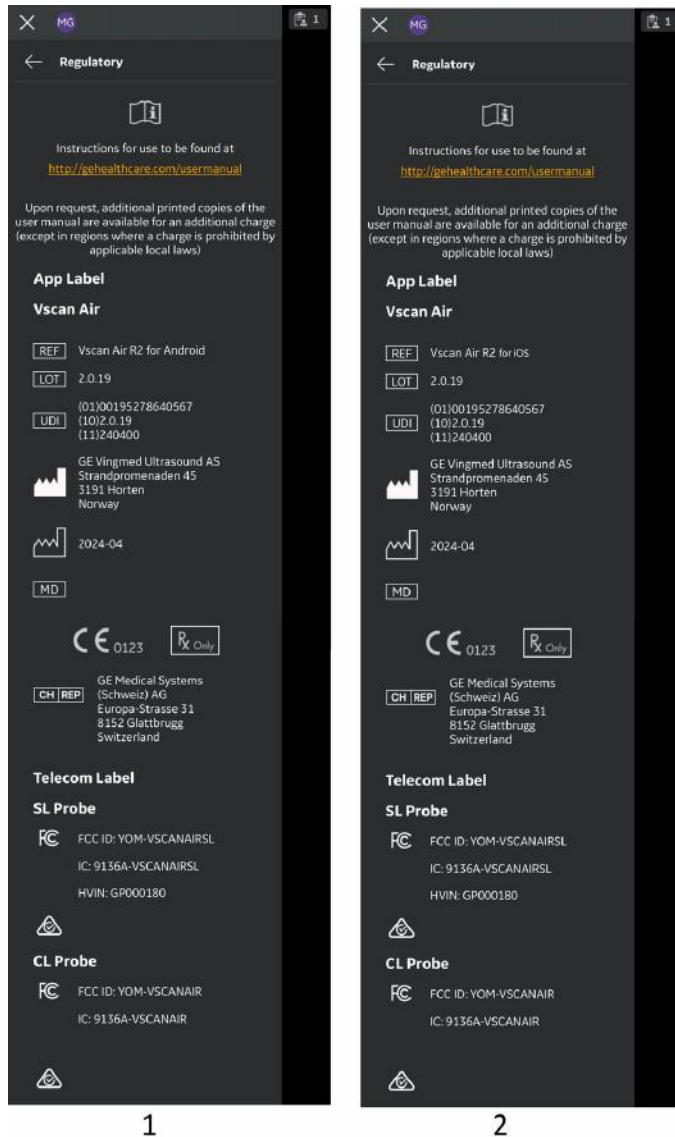 MG
1
Regulatory
Instructions for use to be found at
http://gehealthcare.com/usermanual
Upon request, additional printed copies of the
user manual are available for an additional charge
(except in regions where a charge is prohibited by
applicable local laws)
App Label
Vscan Air
REF Vscan Air R2 for Android
LOT 2.0.19
UDI (01)00195278640567
(10)2.0.19
(11)240400
GE Vingmed Ultrasound AS
Strandpromenaden 45
3191 Horten
Norway
2024-04
MD
CE 0123 Rx Only
CH REP GE Medical Systems
(Schweiz) AG
Europa-Strasse 31
8152 Glattbrugg
Switzerland
Telecom Label
SL Probe
FC FCC ID: YOM-VSCANAIRSL
IC: 9136A-VSCANAIRSL
HVIN: GP000180
CL Probe
FC FCC ID: YOM-VSCANAIR
IC: 9136A-VSCANAIR
1
MG
1
Regulatory
Instructions for use to be found at
http://gehealthcare.com/usermanual
Upon request, additional printed copies of the
user manual are available for an additional charge
(except in regions where a charge is prohibited by
applicable local laws)
App Label
Vscan Air
REF Vscan Air R2 for iOS
LOT 2.0.19
UDI (01)00195278640567
(10)2.0.19
(11)240400
GE Vingmed Ultrasound AS
Strandpromenaden 45
3191 Horten
Norway
2024-04
MD
CE 0123 Rx Only
CH REP GE Medical Systems
(Schweiz) AG
Europa-Strasse 31
8152 Glattbrugg
Switzerland
Telecom Label
SL Probe
FC FCC ID: YOM-VSCANAIRSL
IC: 9136A-VSCANAIRSL
HVIN: GP000180
CL Probe
FC FCC ID: YOM-VSCANAIR
IC: 9136A-VSCANAIR
2